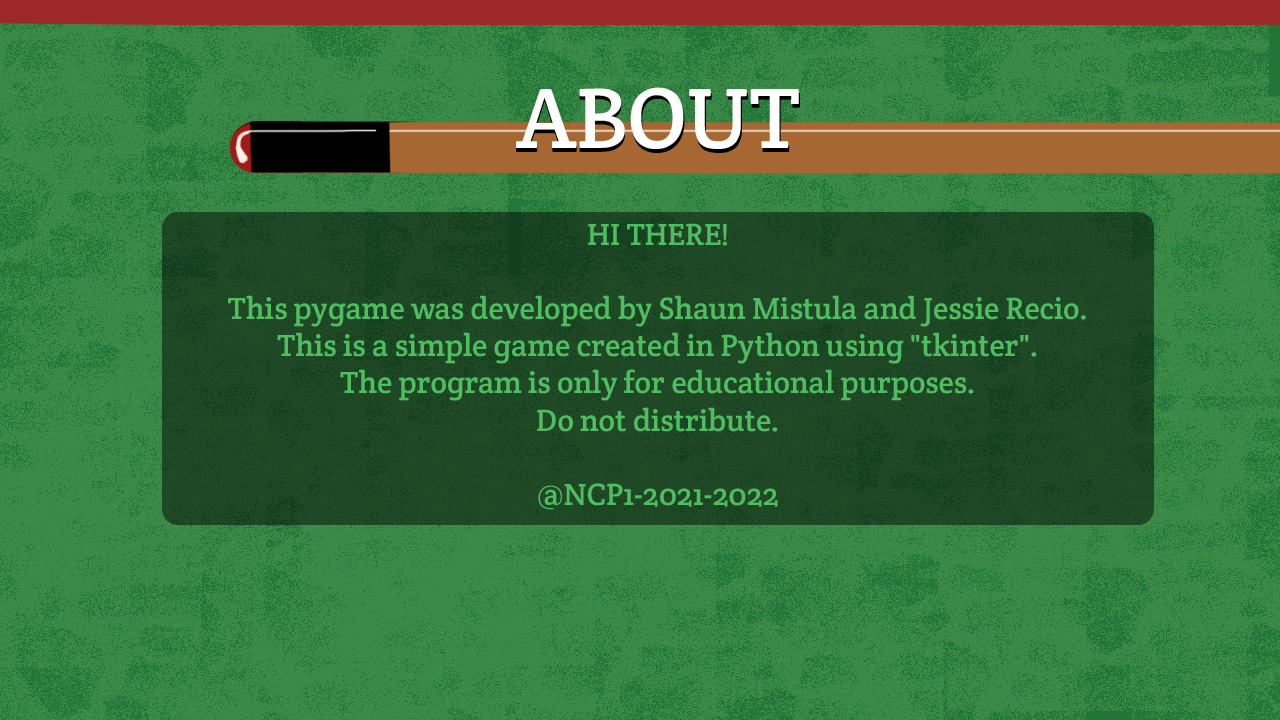 ABOUT
HI THERE!
This pygame was developed by Shaun Mistula and Jessie Recio.
This is a simple game created in Python using "tkinter".
The program is only for educational purposes.
Do not distribute.
@NCP1-2021-2022